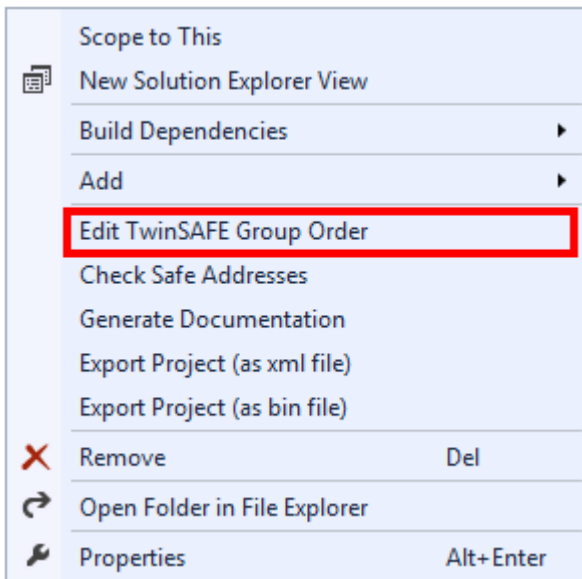 Scope to This
New Solution Explorer View
Build Dependencies
Add
Edit TwinSAFE Group Order
Check Safe Addresses
Generate Documentation
Export Project (as xml file)
Export Project (as bin file)
Remove Del
Open Folder in File Explorer
Properties Alt+Enter